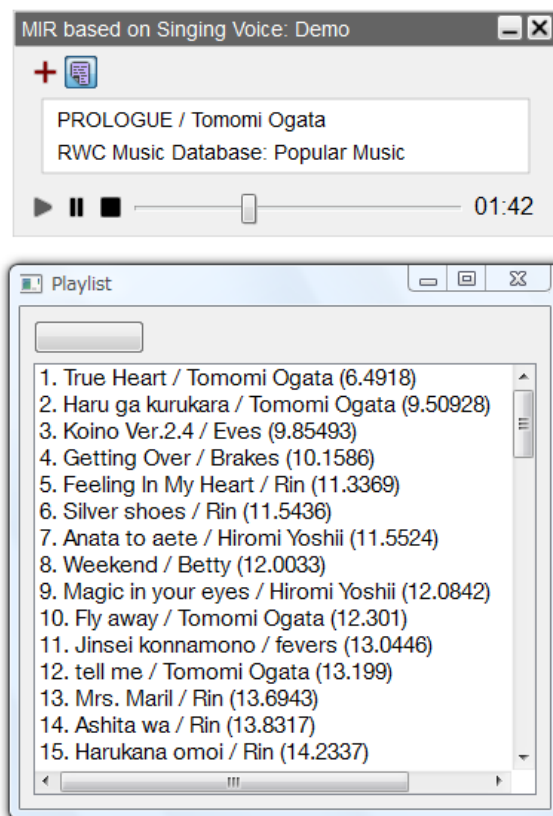 MIR based on Singing Voice: Demo
PROLOGUE / Tomomi Ogata
RWC Music Database: Popular Music
01:42
Playlist
1. True Heart / Tomomi Ogata (6.4918)
2. Haru ga kurukara / Tomomi Ogata (9.50928)
3. Koino Ver.2.4 / Eves (9.85493)
4. Getting Over / Brakes (10.1586)
5. Feeling In My Heart / Rin (11.3369)
6. Silver shoes / Rin (11.5436)
7. Anata to aete / Hiromi Yoshii (11.5524)
8. Weekend / Betty (12.0033)
9. Magic in your eyes / Hiromi Yoshii (12.0842)
10. Fly away / Tomomi Ogata (12.301)
11. Jinsei konnamono / fevers (13.0446)
12. tell me / Tomomi Ogata (13.199)
13. Mrs. Maril / Rin (13.6943)
14. Ashita wa / Rin (13.8317)
15. Harukana omoi / Rin (14.2337)